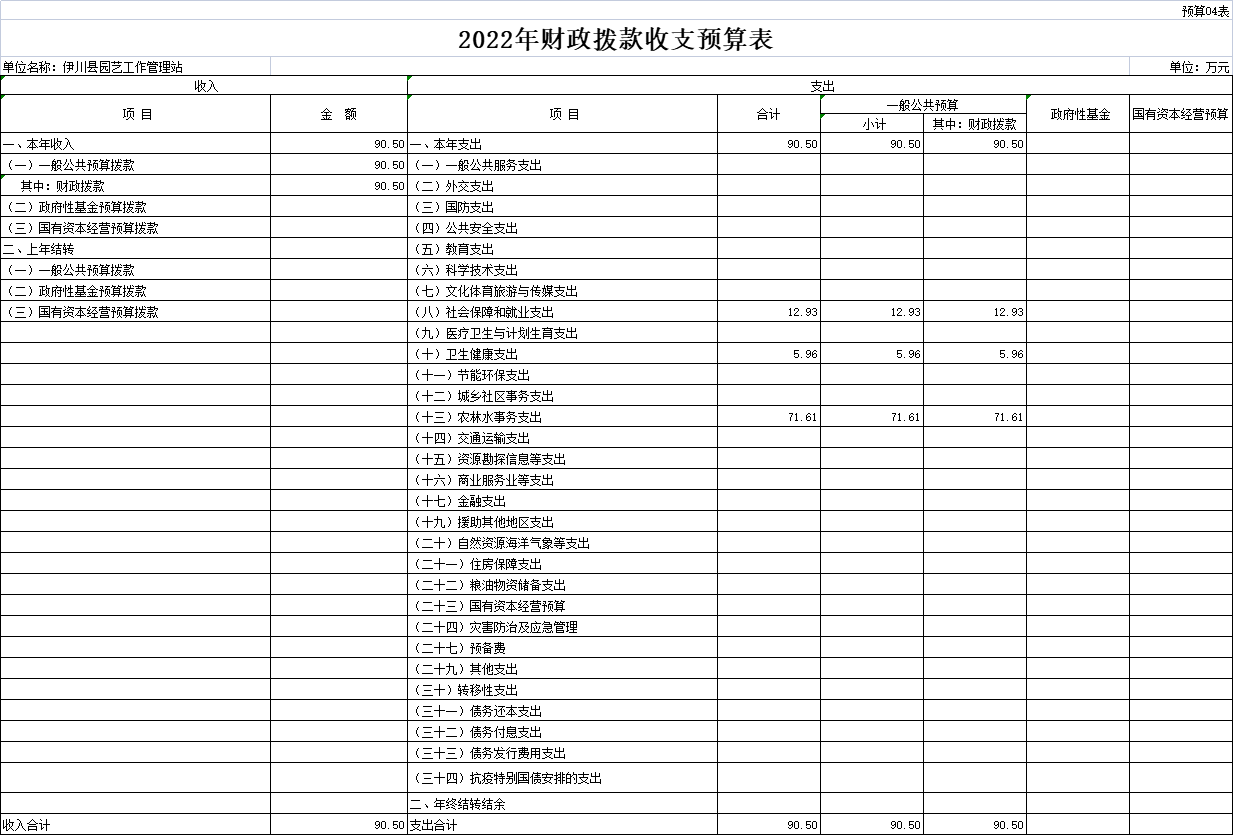 预算04表
2022年财政拨款收支预算表
单位名称：伊川县园艺工作管理站 单位：万元
收入 支出
项 目 金 额 项 目 合计 一般公共预算 政府性基金 国有资本经营预算
小计 其中：财政拨款
一、本年收入 90.50 一、本年支出 90.50 90.50 90.50
（一）一般公共预算拨款 90.50 （一）一般公共服务支出
其中：财政拨款 90.50 （二）外交支出
（二）政府性基金预算拨款 （三）国防支出
（三）国有资本经营预算拨款 （四）公共安全支出
二、上年结转 （五）教育支出
（一）一般公共预算拨款 （六）科学技术支出
（二）政府性基金预算拨款 （七）文化体育旅游与传媒支出
（三）国有资本经营预算拨款 （八）社会保障和就业支出 12.93 12.93 12.93
（九）医疗卫生与计划生育支出
（十）卫生健康支出 5.96 5.96 5.96
（十一）节能环保支出
（十二）城乡社区事务支出
（十三）农林水事务支出 71.61 71.61 71.61
（十四）交通运输支出
（十五）资源勘探信息等支出
（十六）商业服务业等支出
（十七）金融支出
（十九）援助其他地区支出
（二十）自然资源海洋气象等支出
（二十一）住房保障支出
（二十二）粮油物资储备支出
（二十三）国有资本经营预算
（二十四）灾害防治及应急管理
（二十七）预备费
（二十九）其他支出
（三十）转移性支出
（三十一）债务还本支出
（三十二）债务付息支出
（三十三）债务发行费用支出
（三十四）抗疫特别国债安排的支出
二、年终结转结余
收入合计 90.50 支出合计 90.50 90.50 90.50